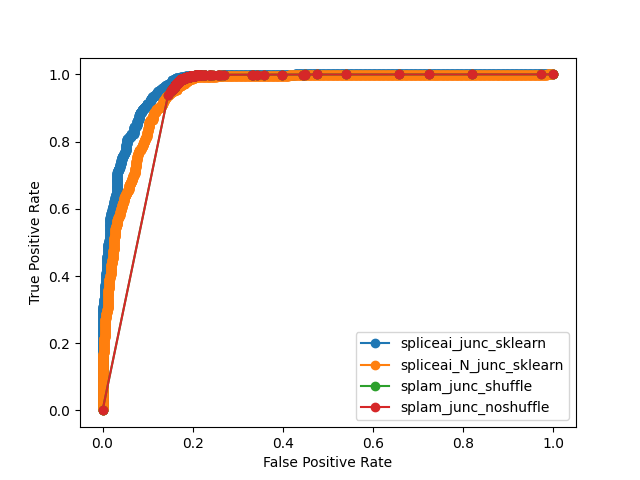 1.0
0.8
0.6
0.4
0.2
0.0
True Positive Rate
0.0 0.2 0.4 0.6 0.8 1.0
False Positive Rate
spliceai_junc_sklearn
spliceai_N_junc_sklearn
splam_junc_shuffle
splam_junc_noshuffle